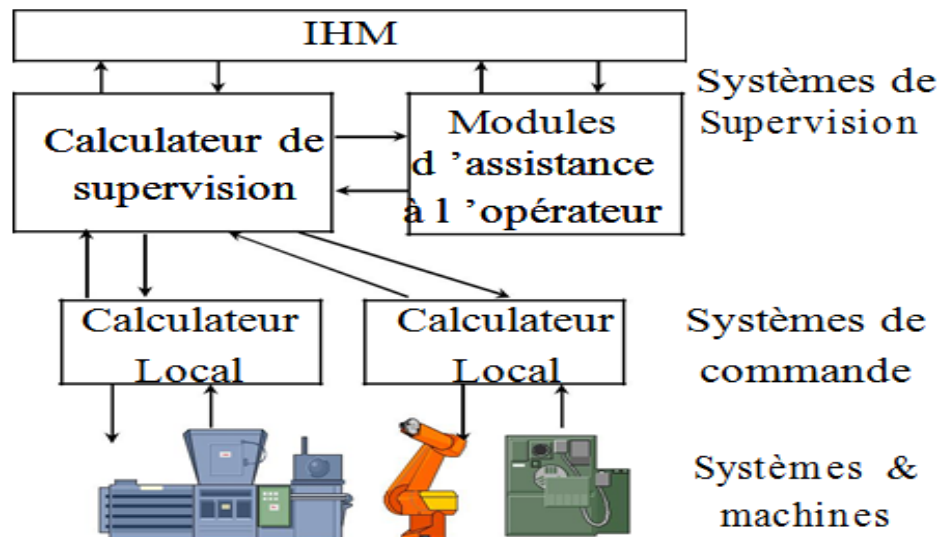 IHM
Systèmes de
Supervision
Calculateur de
supervision
Modules
d ’assistance
à l ’opérateur
Calculateur
Local
Calculateur
Local
Systèmes de
commande
Systèmes &
machines